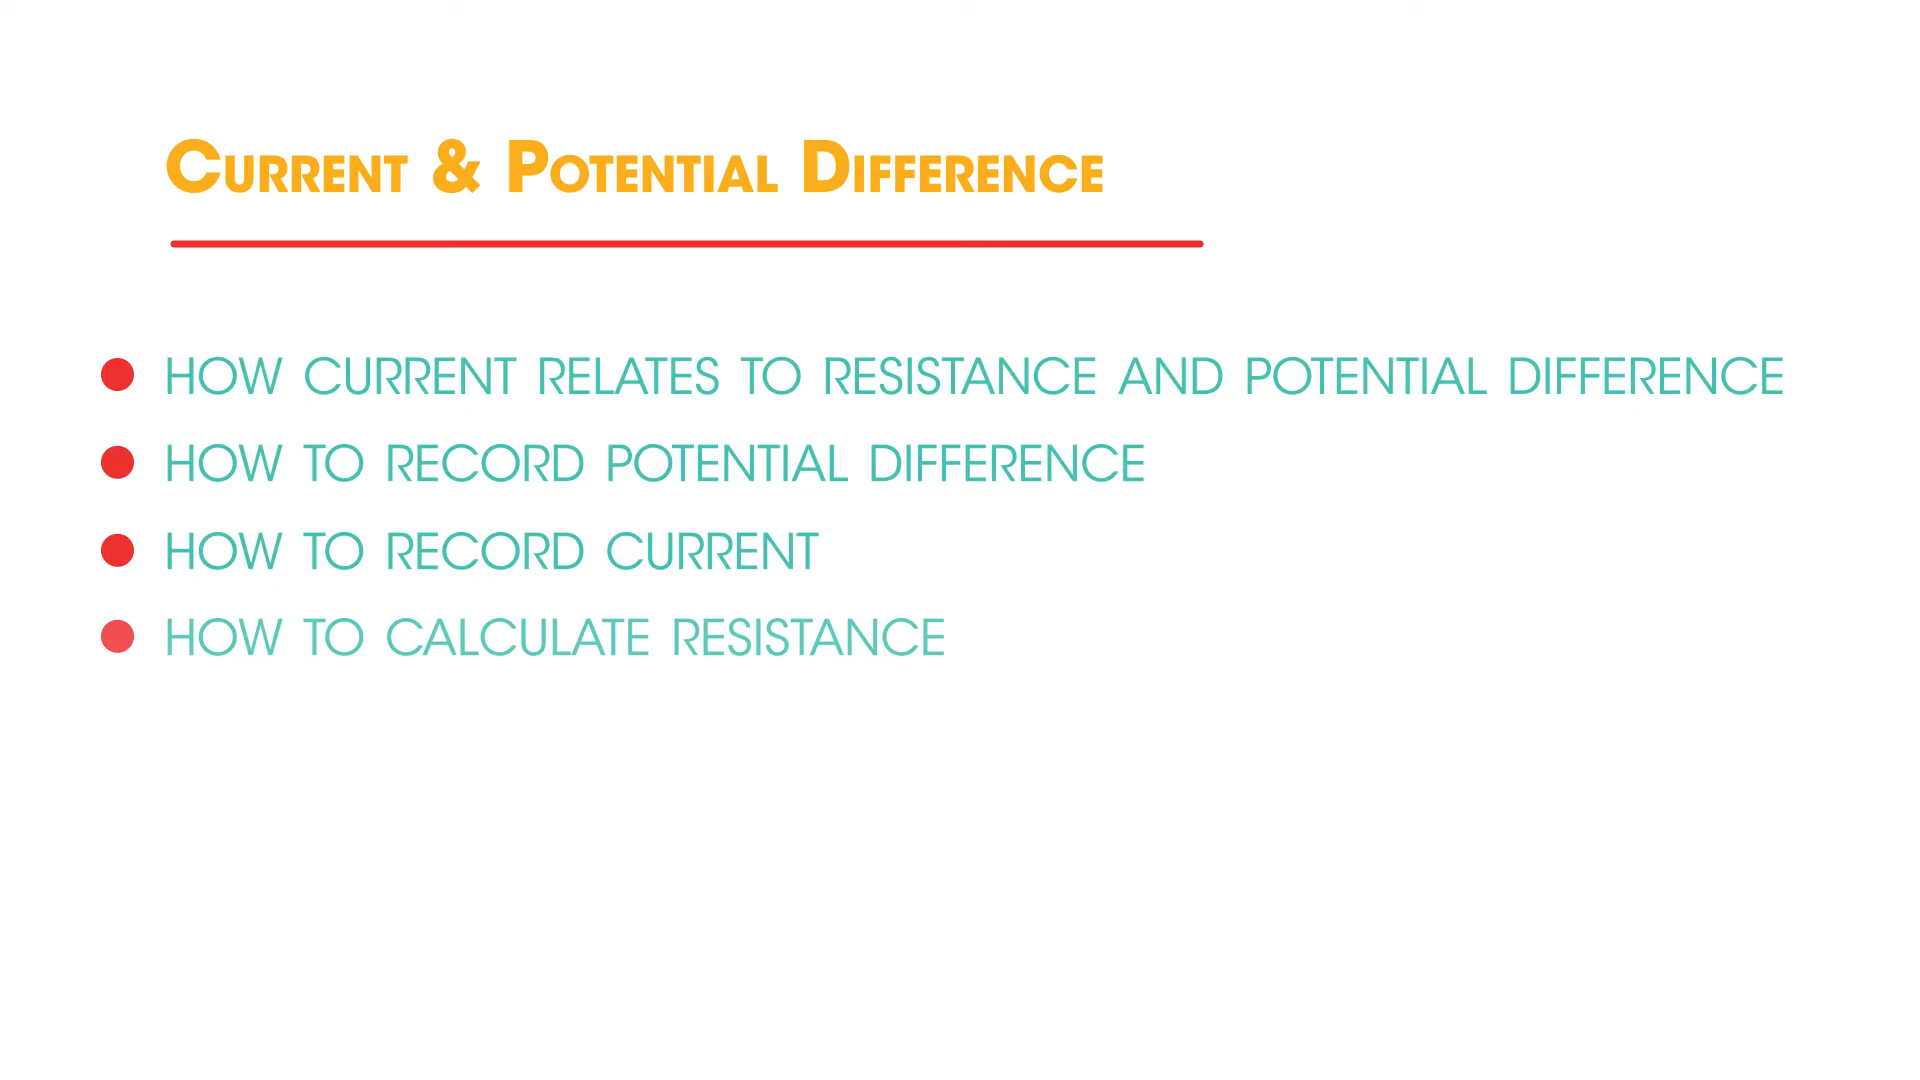 Current & Potential Difference
HOW CURRENT RELATES TO RESISTANCE AND POTENTIAL DIFFERENCE
HOW TO RECORD POTENTIAL DIFFERENCE
HOW TO RECORD CURRENT
HOW TO CALCULATE RESISTANCE